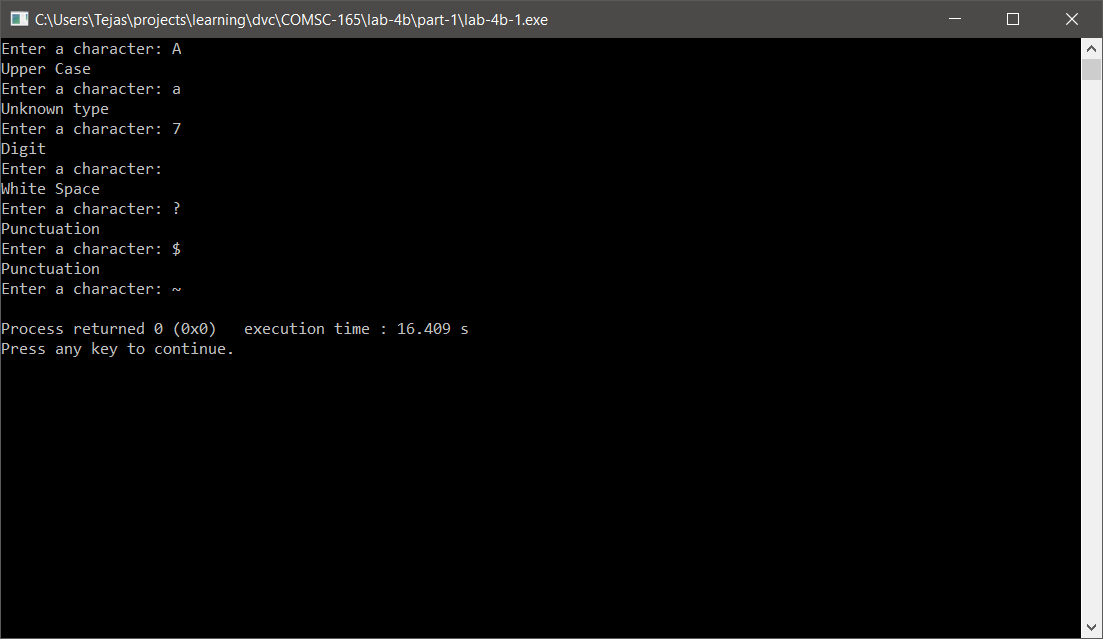 C:\Users\Tejas\projects\learning\dvc\COMSC-165\lab-4b\part-1\lab-4b-1.exe
Enter a character: A
Upper Case
Enter a character: a
Unknown type
Enter a character: 7
Digit
Enter a character:
White Space
Enter a character: ?
Punctuation
Enter a character: $
Punctuation
Enter a character: ~
Process returned 0 (0x0)   execution time : 16.409 s
Press any key to continue.